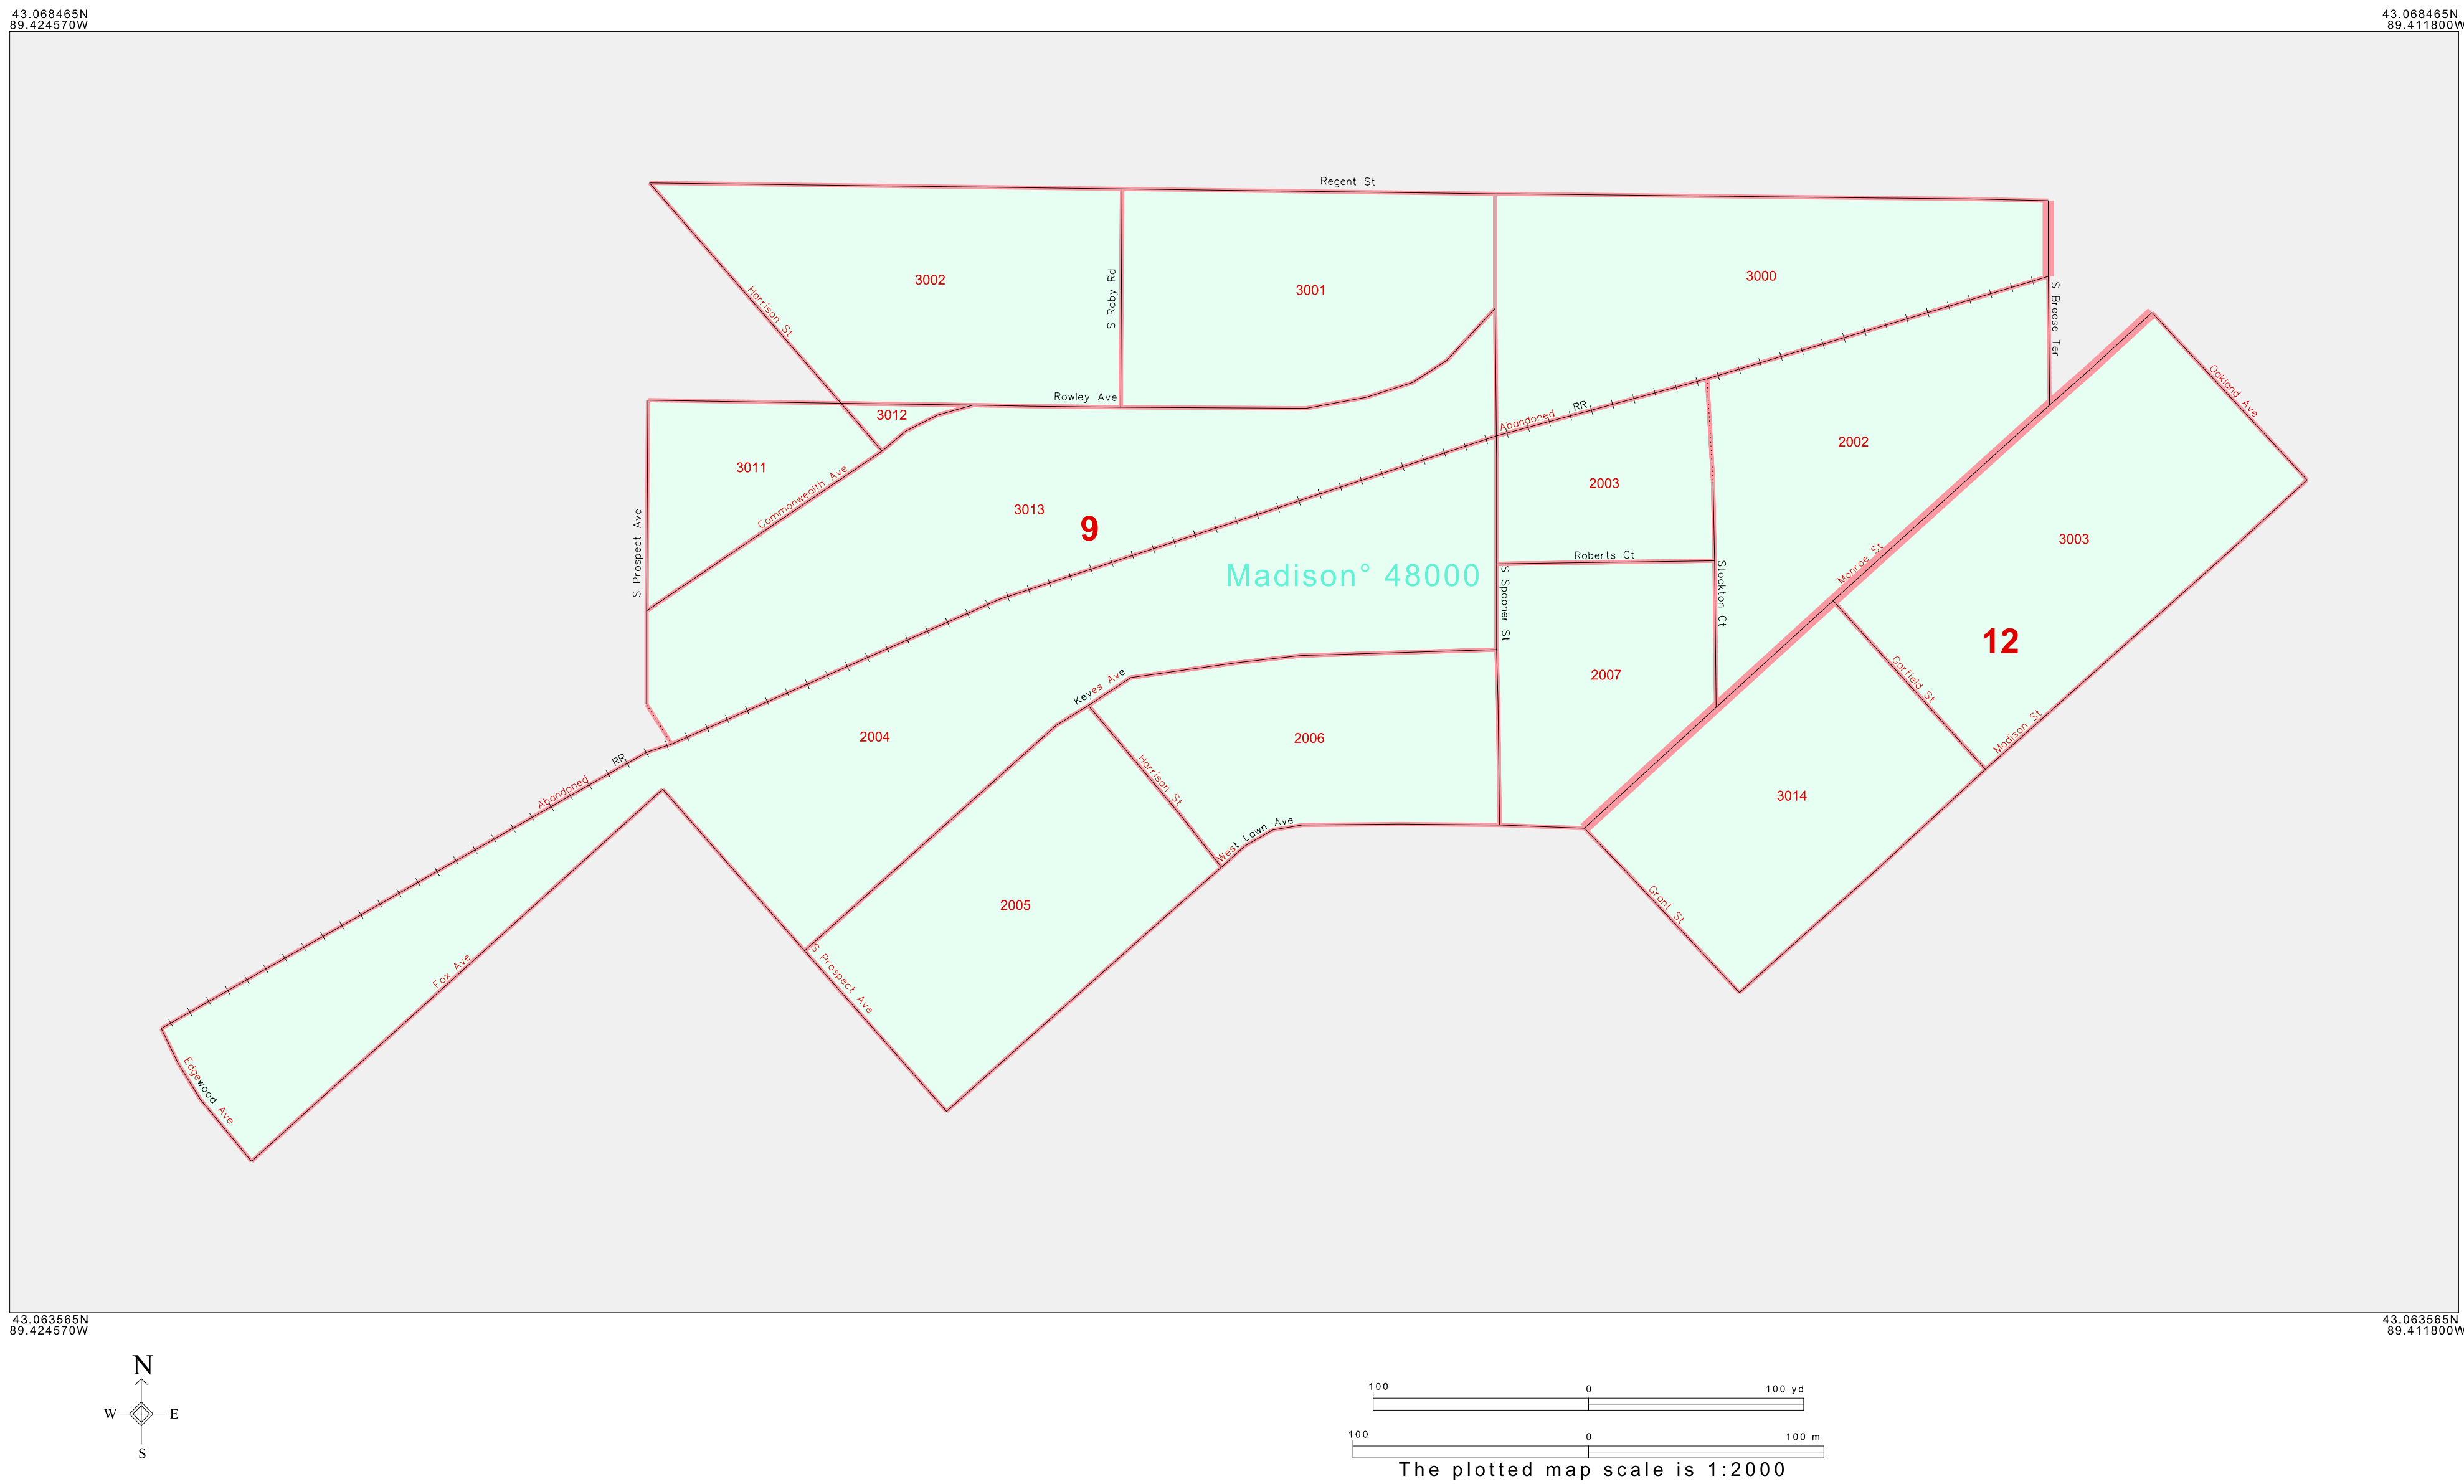 43.068465N
89.424570W
43.068465N
89.411800W
Regent St
3002
S Roby Rd
3001
3000
Harrison St
S Breese Ter
Rowley Ave
3012
Oakland Ave
Abandoned RR
2002
3011
Commonwealth Ave
2003
3013
9
S Prospect Ave
3003
Roberts Ct
Madison° 48000
S Spooner St
Stockton Ct
Monroe St
12
2007
Keyes Ave
Garfield St
2004
2006
Madison St
Abandoned RR
Harrison St
3014
West Lawn Ave
2005
Grant St
Fox Ave
S Prospect Ave
Edgewood Ave
43.063565N
89.424570W
43.063565N
89.411800W
N
W E
S
100 0 100 yd
100 0 100 m
The plotted map scale is 1:2000